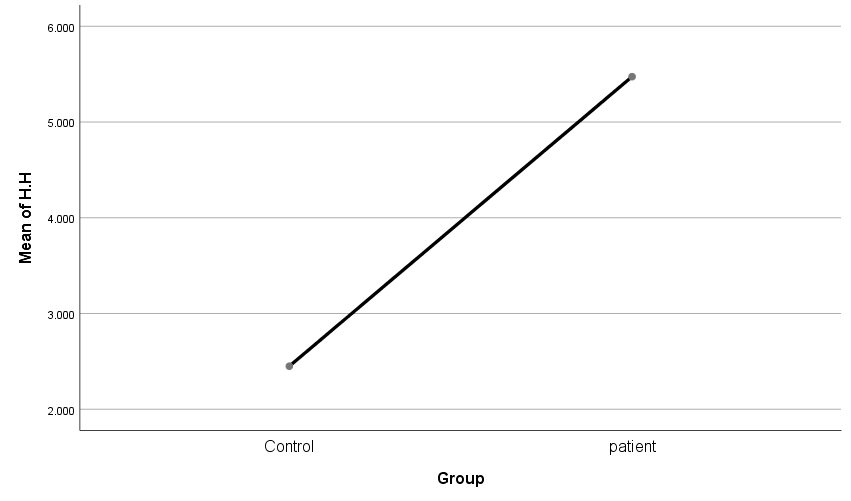 6.000
5.000
4.000
3.000
2.000
Mean of H.H
Control
patient
Group